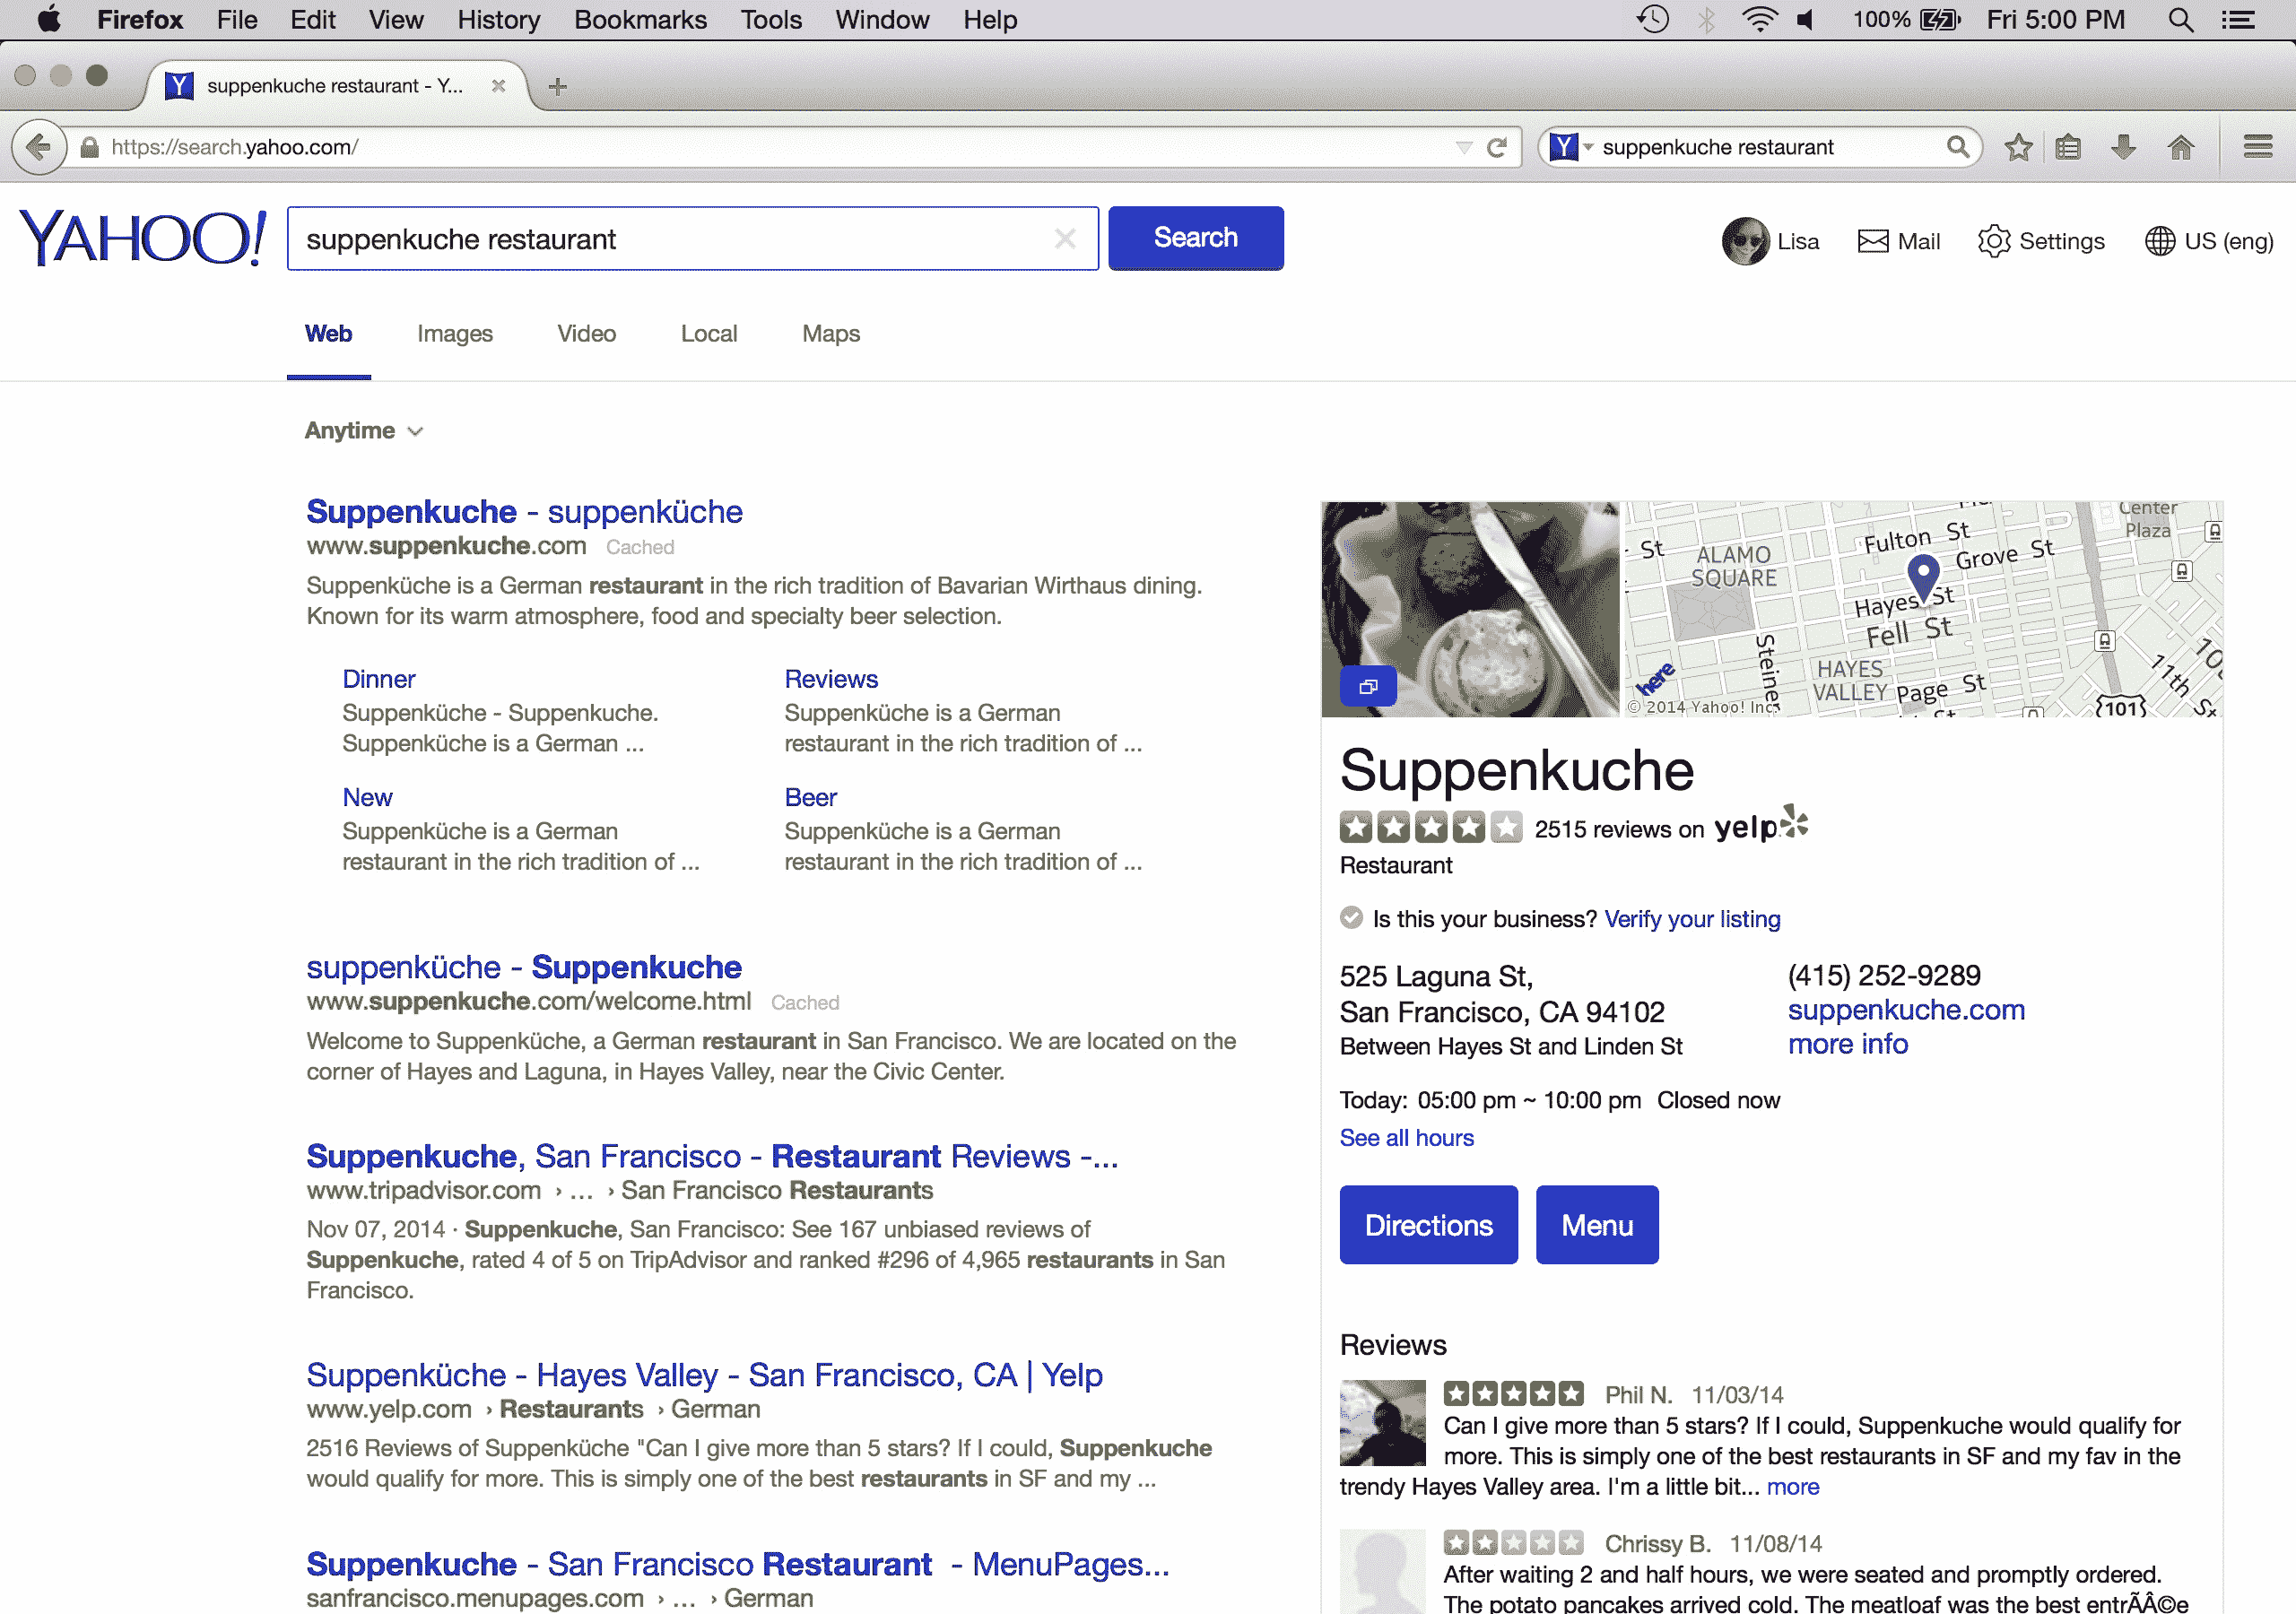 Firefox File Edit View History Bookmarks Tools Window Help 100% Fri 5:00 PM
suppenkuche restaurant - Y...
https://search.yahoo.com/ suppenkuche restaurant
YAHOO! suppenkuche restaurant Search Lisa Mail Settings US (eng)
Web Images Video Local Maps
Anytime
Suppenkuche - suppenküche
www.suppenkuche.com Cached
Suppenküche is a German restaurant in the rich tradition of Bavarian Wirthaus dining.
Known for its warm atmosphere, food and specialty beer selection.
Dinner
Suppenküche - Suppenkuche.
Suppenküche is a German ...
Reviews
Suppenküche is a German
restaurant in the rich tradition of ...
New
Suppenküche is a German
restaurant in the rich tradition of ...
Beer
Suppenküche is a German
restaurant in the rich tradition of ...
suppenküche - Suppenkuche
www.suppenkuche.com/welcome.html Cached
Welcome to Suppenküche, a German restaurant in San Francisco. We are located on the
corner of Hayes and Laguna, in Hayes Valley, near the Civic Center.
Suppenkuche, San Francisco - Restaurant Reviews -...
www.tripadvisor.com › ... › San Francisco Restaurants
Nov 07, 2014 · Suppenkuche, San Francisco: See 167 unbiased reviews of
Suppenkuche, rated 4 of 5 on TripAdvisor and ranked #296 of 4,965 restaurants in San
Francisco.
Suppenküche - Hayes Valley - San Francisco, CA | Yelp
www.yelp.com › Restaurants › German
2516 Reviews of Suppenküche "Can I give more than 5 stars? If I could, Suppenkuche
would qualify for more. This is simply one of the best restaurants in SF and my ...
Suppenkuche - San Francisco Restaurant - MenuPages...
sanfrancisco.menupages.com › ... › German
Center
Plaza
St
ALAMO
SQUARE
Fulton St
Grove St
Hayes St
Fell St
Steiner
HAYES
VALLEY
Page St
11th St
101
here
© 2014 Yahoo! Inc.
Suppenkuche
2515 reviews on yelp
Restaurant
Is this your business? Verify your listing
525 Laguna St,
San Francisco, CA 94102
Between Hayes St and Linden St
(415) 252-9289
suppenkuche.com
more info
Today: 05:00 pm ~ 10:00 pm Closed now
See all hours
Directions Menu
Reviews
Phil N. 11/03/14
Can I give more than 5 stars? If I could, Suppenkuche would qualify for
more. This is simply one of the best restaurants in SF and my fav in the
trendy Hayes Valley area. I'm a little bit... more
Chrissy B. 11/08/14
After waiting 2 and half hours, we were seated and promptly ordered.
The potato pancakes arrived cold. The meatloaf was the best entrÃÂ©e